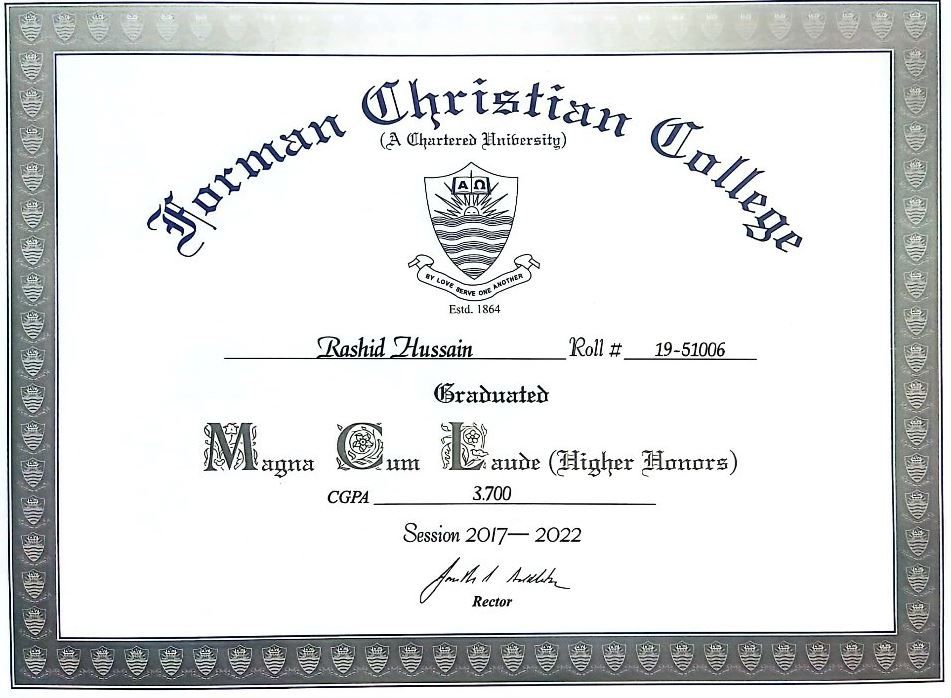 Forman Christian College
(A Chartered University)
Α Ω
BY LOVE SERVE ONE ANOTHER
Estd. 1864
Rashid Hussain Roll # 19-51006
Graduated
Magna Cum Laude (Higher Honors)
CGPA 3.700
Session 2017— 2022
Rector